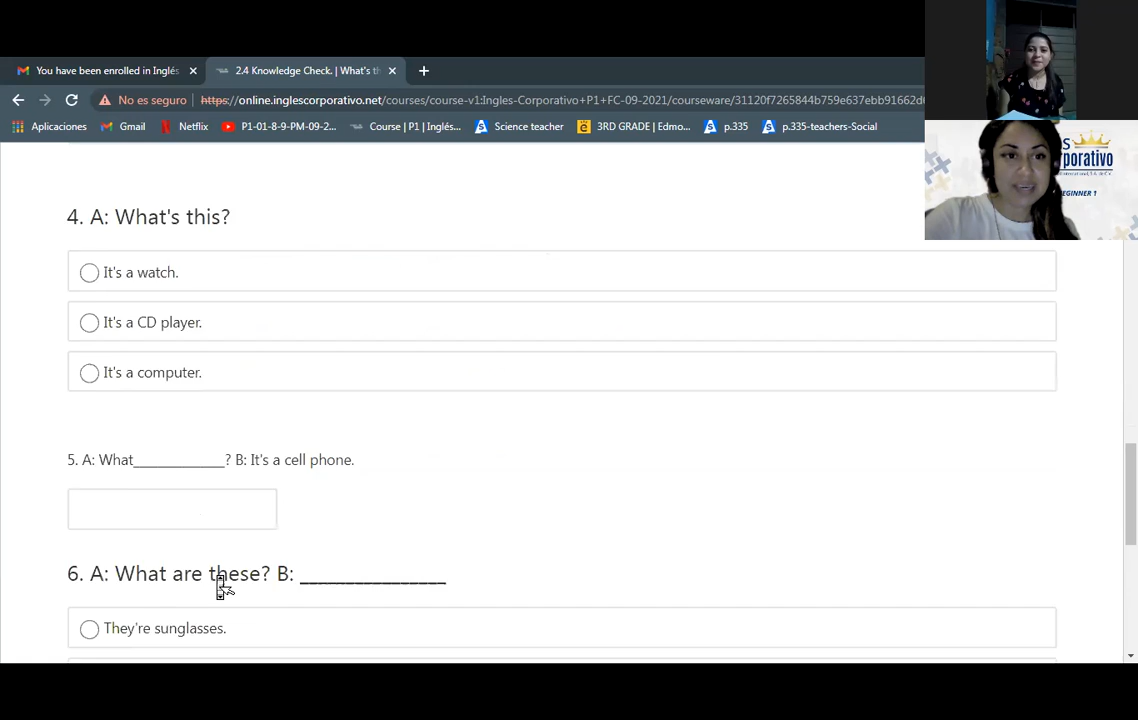 You have been enrolled in Inglés
2.4 Knowledge Check. | What's th
No es seguro
https://online.inglescorporativo.net/courses/course-v1:Ingles-Corporativo+P1+FC-09-2021/courseware/31120f7265844b759e637ebb91662d
Aplicaciones
Gmail
Netflix
P1-01-8-9-PM-09-2...
Course | P1 | Inglés...
Science teacher
3RD GRADE | Edmo...
p.335
p.335-teachers-Social
4. A: What's this?
It's a watch.
It's a CD player.
It's a computer.
5. A: What____________? B: It's a cell phone.
6. A: What are these? B: ________________
They're sunglasses.
S
porativo
EGINNER 1